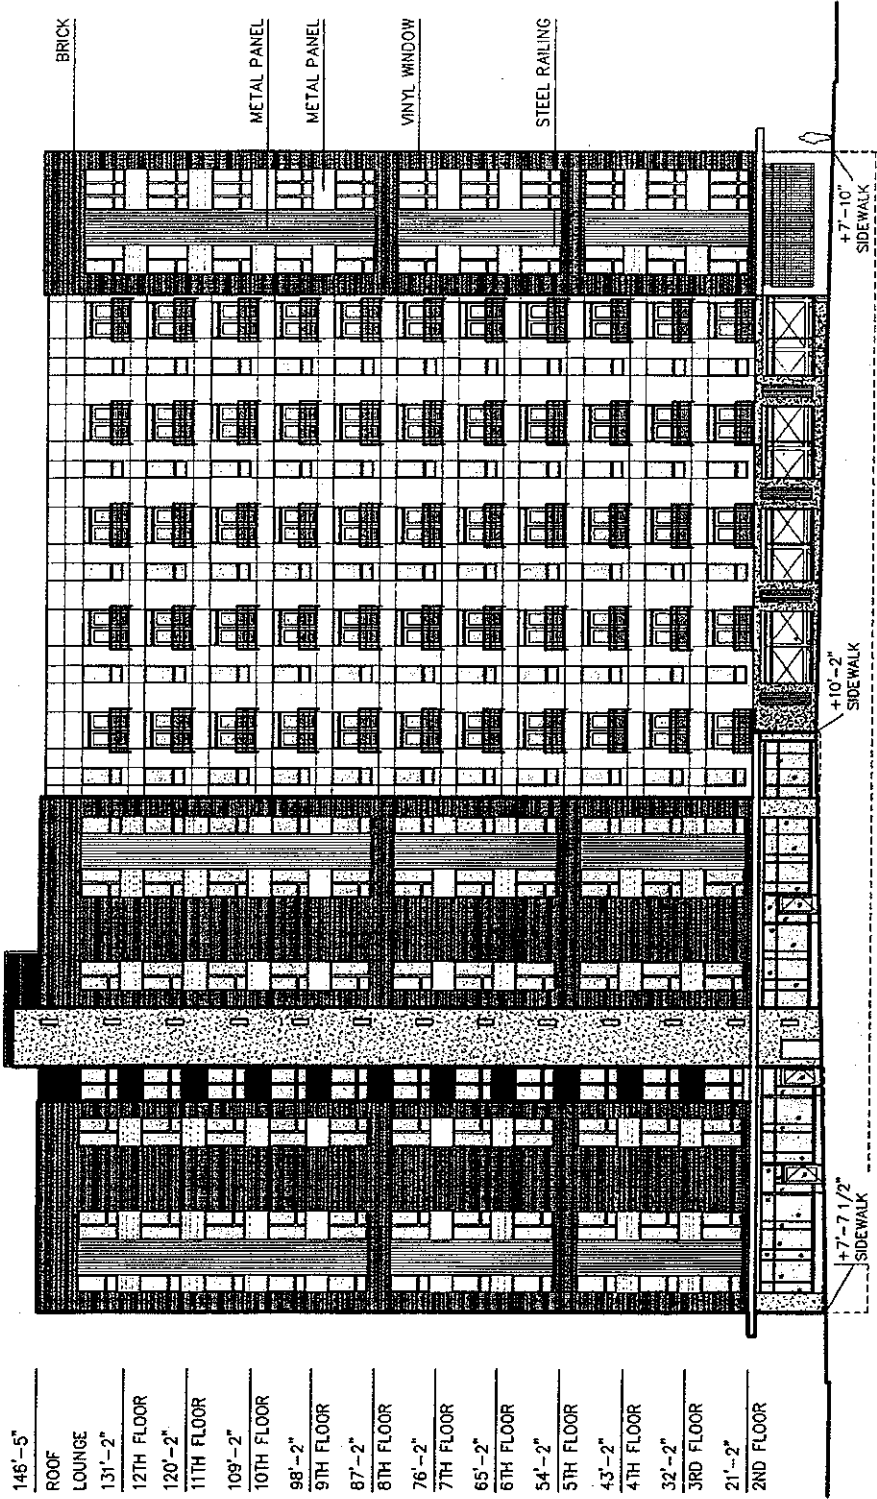 146'-5"
ROOF
LOUNGE
131'-2"
12TH FLOOR
120'-2"
11TH FLOOR
109'-2"
10TH FLOOR
98'-2"
9TH FLOOR
87'-2"
8TH FLOOR
76'-2"
7TH FLOOR
65'-2"
6TH FLOOR
54'-2"
5TH FLOOR
43'-2"
4TH FLOOR
32'-2"
3RD FLOOR
21'-2"
2ND FLOOR
BRICK
METAL PANEL
METAL PANEL
VINYL WINDOW
STEEL RAILING
+7'-7 1/2"
SIDEWALK
+10'-2"
SIDEWALK
+7'-10"
SIDEWALK